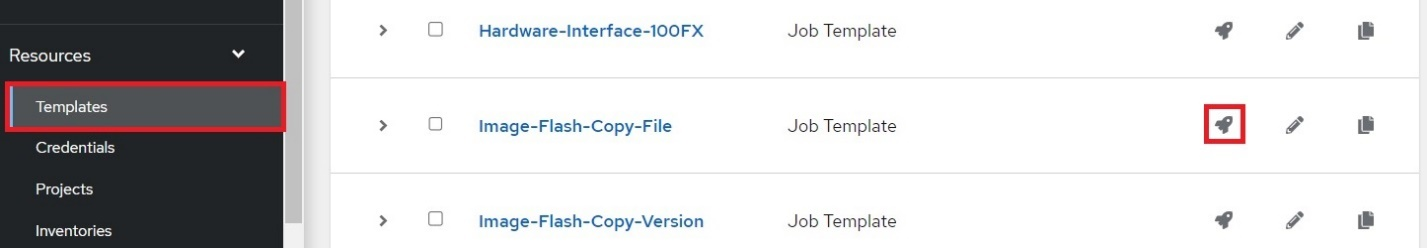 Resources
Templates
Credentials
Projects
Inventories
Hardware-Interface-100FX Job Template
Image-Flash-Copy-File Job Template
Image-Flash-Copy-Version Job Template